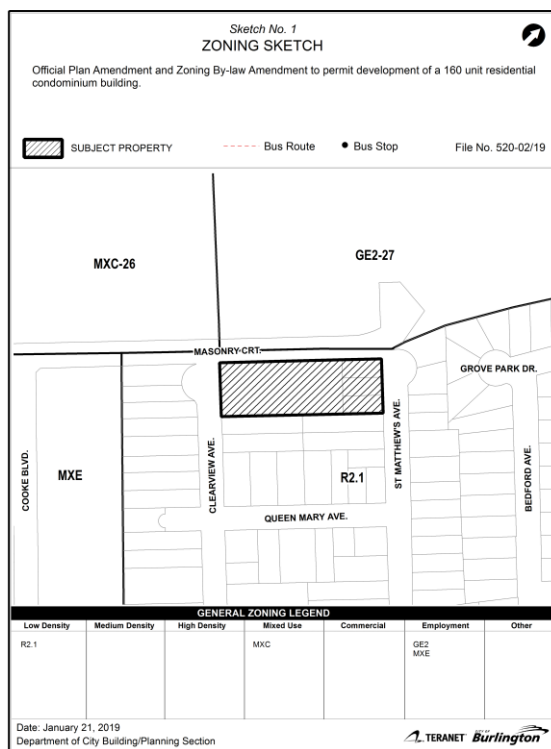 Sketch No. 1
ZONING SKETCH
Official Plan Amendment and Zoning By-law Amendment to permit development of a 160 unit residential
condominium building.
SUBJECT PROPERTY
Bus Route
Bus Stop
File No. 520-02/19
MXC-26
GE2-27
MASONRY CRT.
GROVE PARK DR.
COOKE BLVD.
MXE
CLEARVIEW AVE.
R2.1
ST MATTHEW'S AVE.
BEDFORD AVE.
QUEEN MARY AVE.
GENERAL ZONING LEGEND
Low Density Medium Density High Density Mixed Use Commercial Employment Other
R2.1 MXC GE2
MXE
Date: January 21, 2019
Department of City Building/Planning Section
TERANET
CITY OF
Burlington